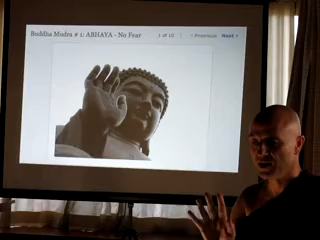 Buddha Mudra # 1: ABHAYA - No Fear
1 of 10
< Previous
Next >